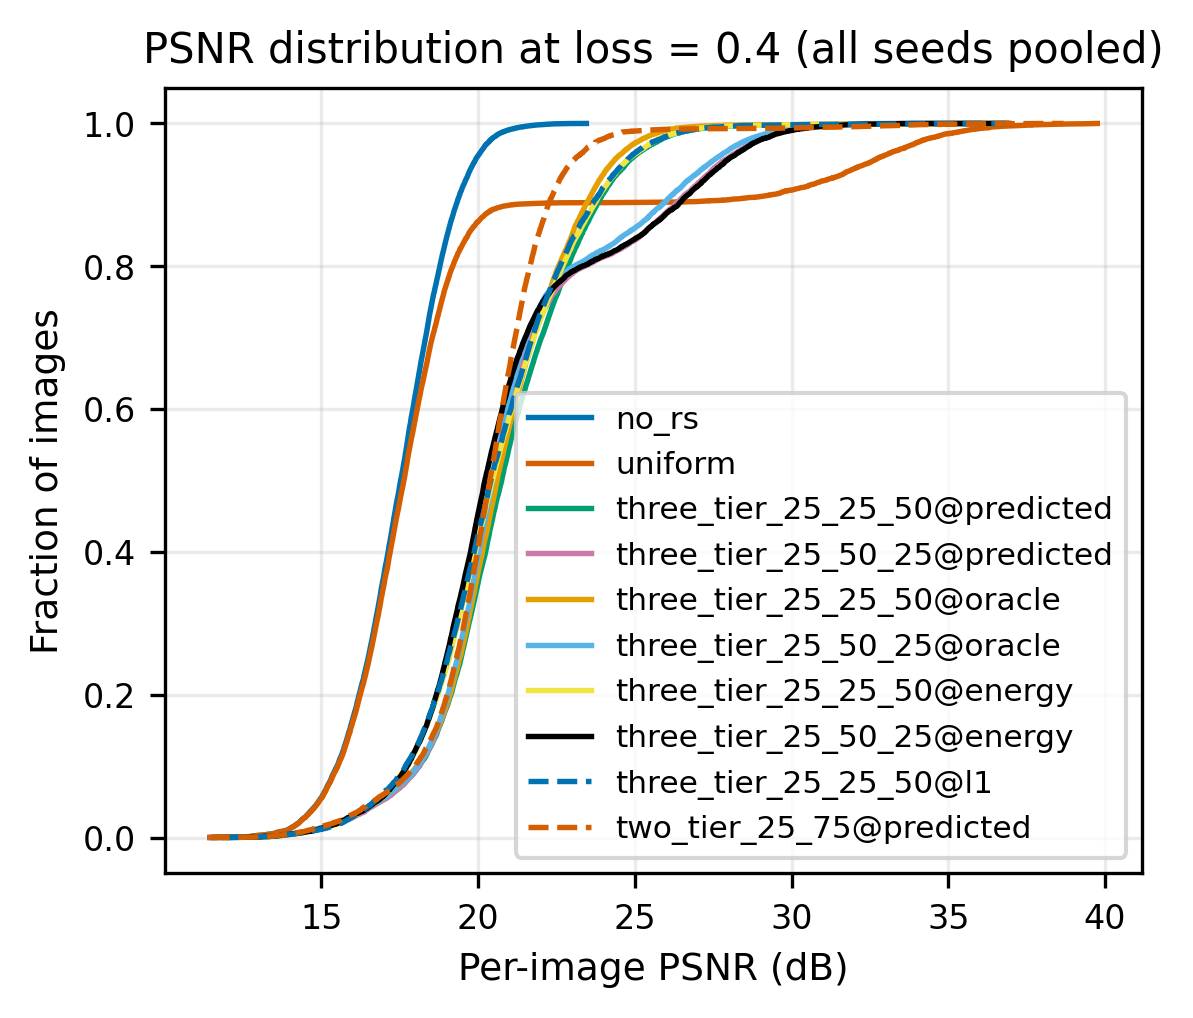 PSNR distribution at loss = 0.4 (all seeds pooled)
1.0
0.8
0.6
0.4
0.2
0.0
Fraction of images
no_rs
uniform
three_tier_25_25_50@predicted
three_tier_25_50_25@predicted
three_tier_25_25_50@oracle
three_tier_25_50_25@oracle
three_tier_25_25_50@energy
three_tier_25_50_25@energy
three_tier_25_25_50@l1
two_tier_25_75@predicted
15 20 25 30 35 40
Per-image PSNR (dB)